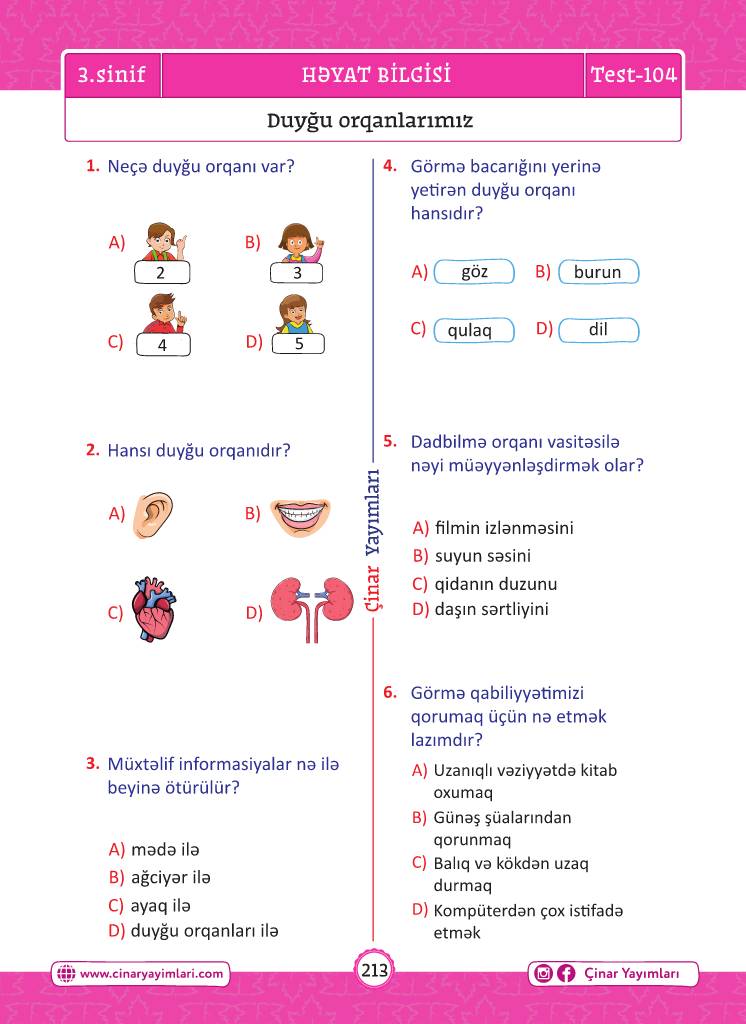 3.sinif
HƏYAT BİLGİSİ
Test-104
Duyğu orqanlarımız
1. Neçə duyğu orqanı var?
A) 2
B) 3
C) 4
D) 5
2. Hansı duyğu orqanıdır?
A)
B)
C)
D)
3. Müxtəlif informasiyalar nə ilə
beyinə ötürülür?
A) mədə ilə
B) ağciyər ilə
C) ayaq ilə
D) duyğu orqanları ilə
Çinar Yayımları
4. Görmə bacarığını yerinə
yetirən duyğu orqanı
hansıdır?
A) göz
B) burun
C) qulaq
D) dil
5. Dadbilmə orqanı vasitəsilə
nəyi müəyyənləşdirmək olar?
A) filmin izlənməsini
B) suyun səsini
C) qidanın duzunu
D) daşın sərtliyini
6. Görmə qabiliyyətimizi
qorumaq üçün nə etmək
lazımdır?
A) Uzanıqlı vəziyyətdə kitab
oxumaq
B) Günəş şüalarından
qorunmaq
C) Balıq və kökdən uzaq
durmaq
D) Kompüterdən çox istifadə
etmək
www.cinaryayimlari.com
213
Çinar Yayımları